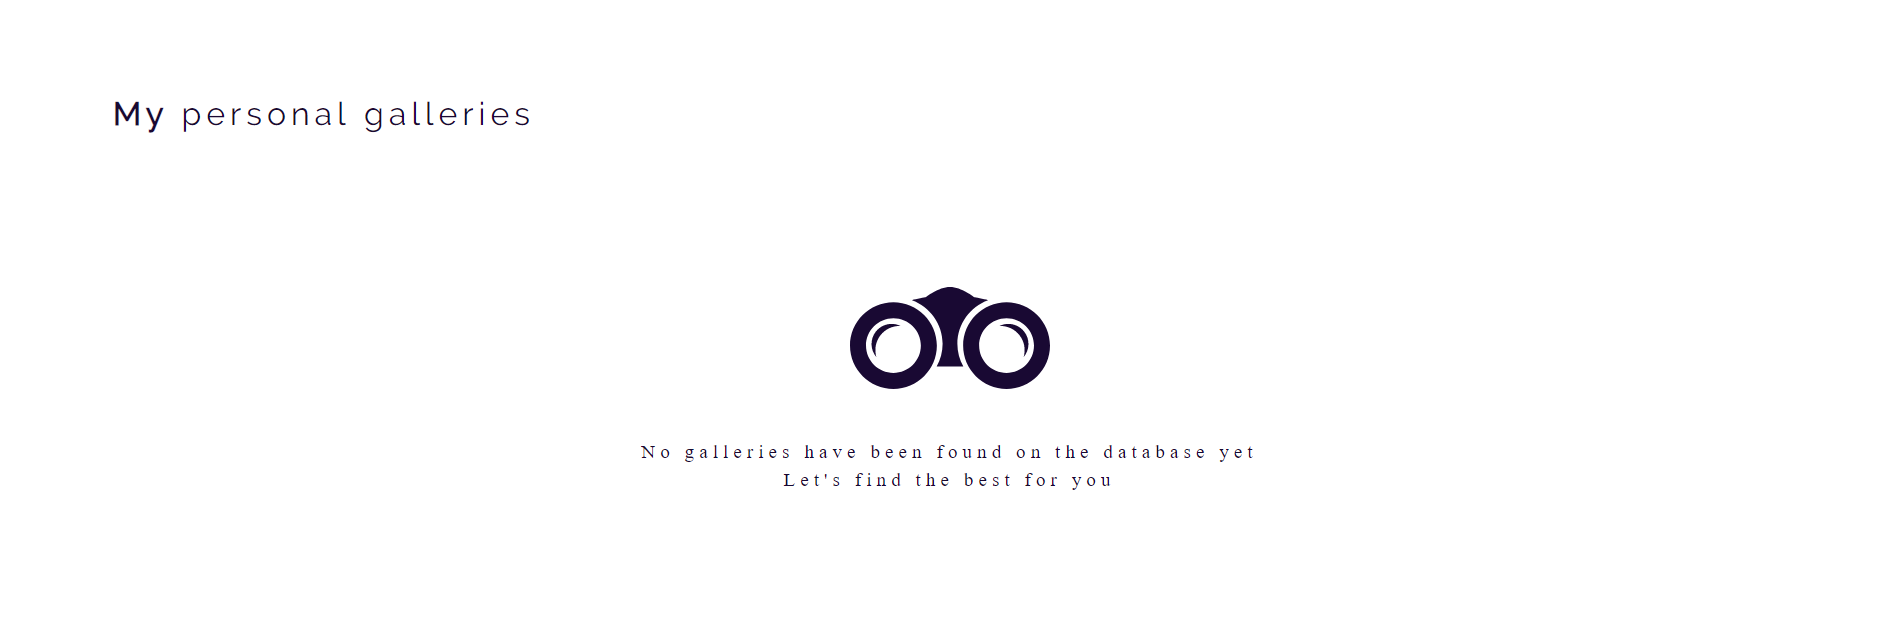 My personal galleries
No galleries have been found on the database yet
Let's find the best for you